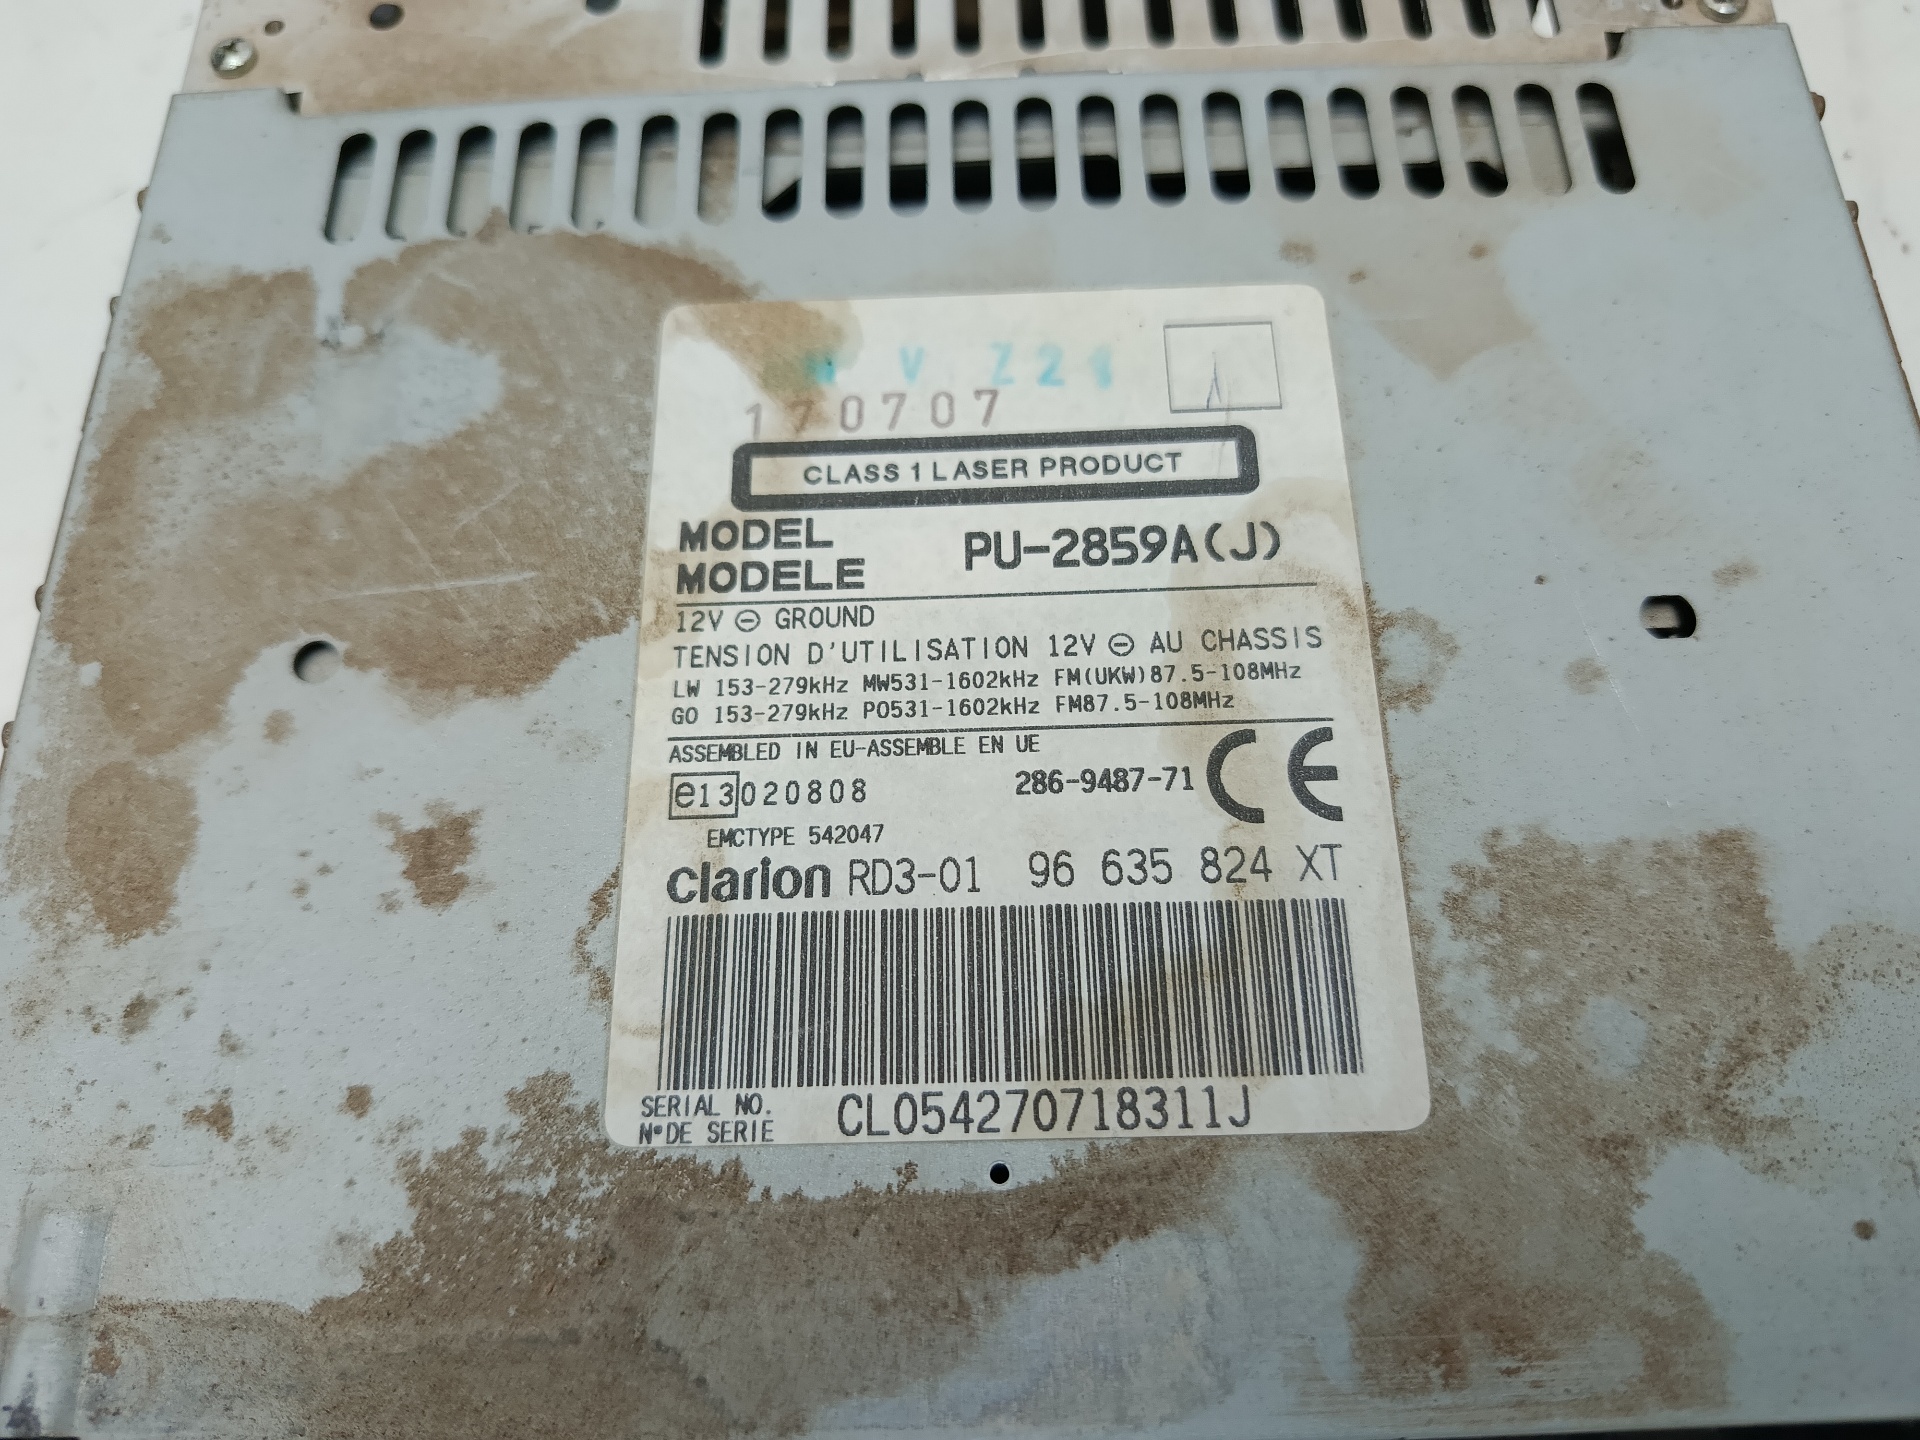 V Z2
170707
CLASS 1 LASER PRODUCT
MODEL
MODELE PU-2859A(J)
12V ⊖ GROUND
TENSION D'UTILISATION 12V ⊖ AU CHASSIS
LW 153-279kHz MW531-1602kHz FM(UKW)87.5-108MHz
GO 153-279kHz PO531-1602kHz FM87.5-108MHz
ASSEMBLED IN EU-ASSEMBLE EN UE
e13 020808 286-9487-71 CE
EMCTYPE 542047
clarion RD3-01 96 635 824 XT
SERIAL NO.
N° DE SERIE CL054270718311J